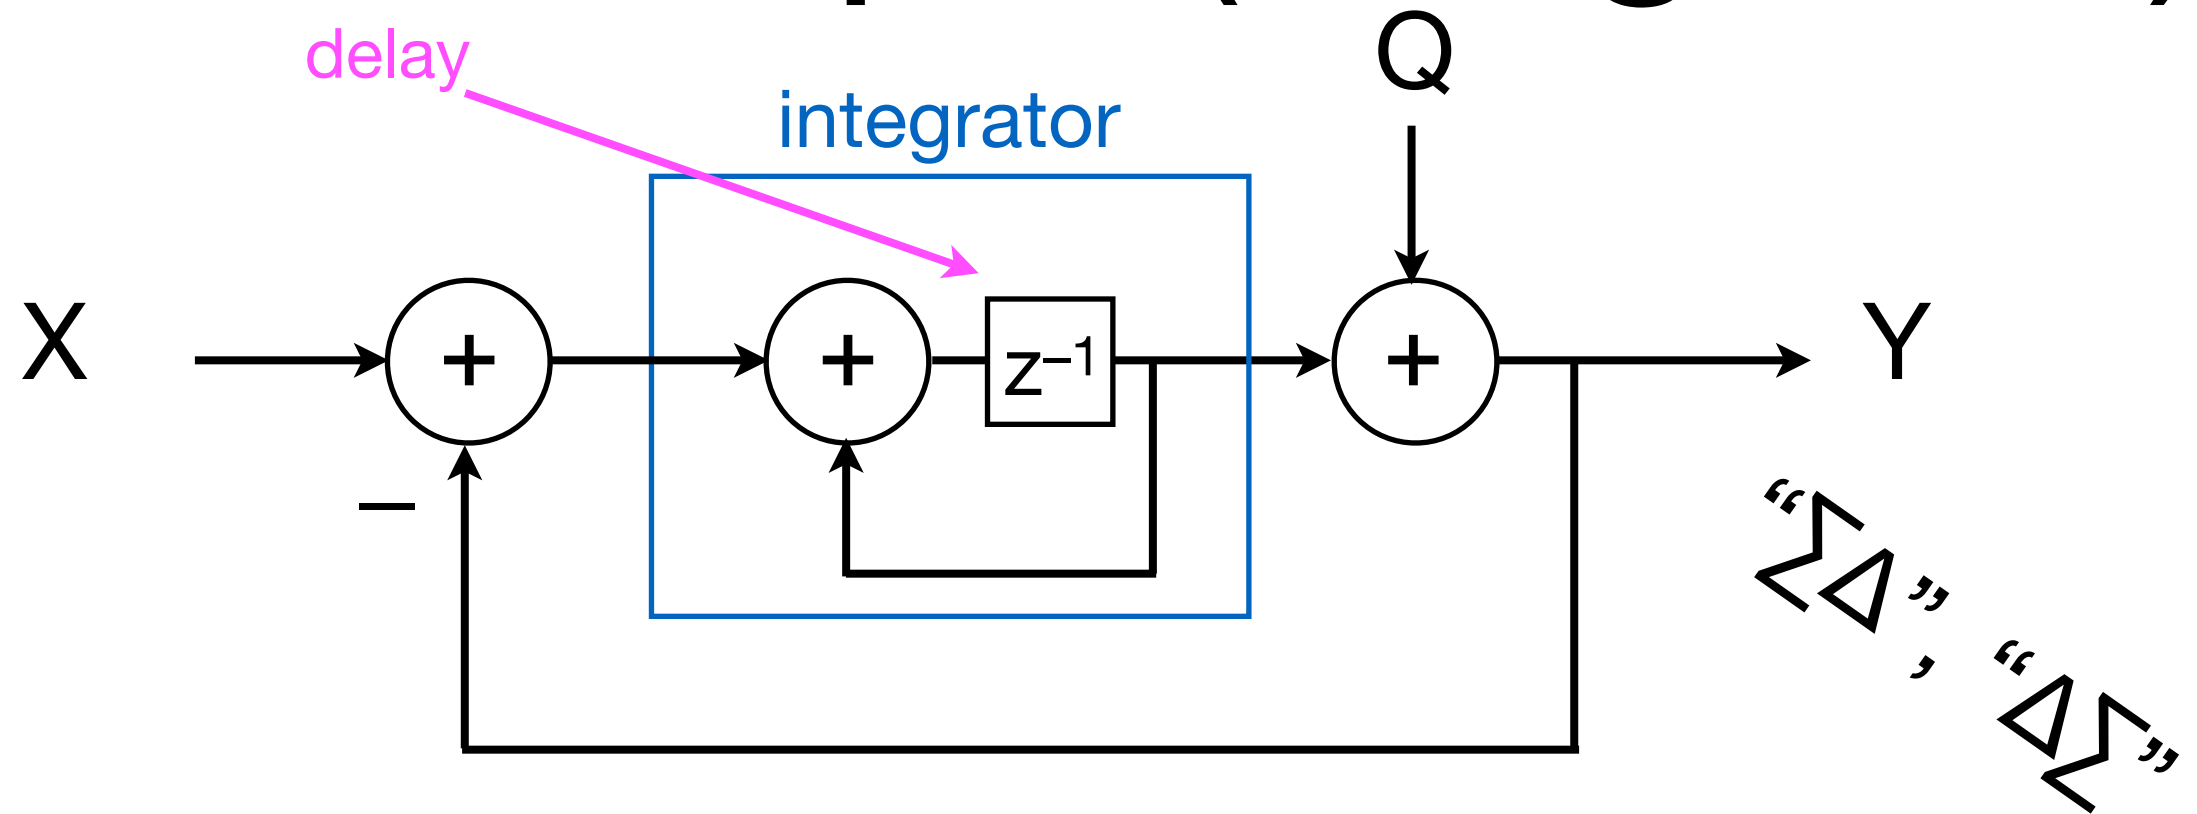 delay
Q
integrator
X
+
+
z⁻¹
+
Y
–
“ΣΔ”, “ΔΣ”